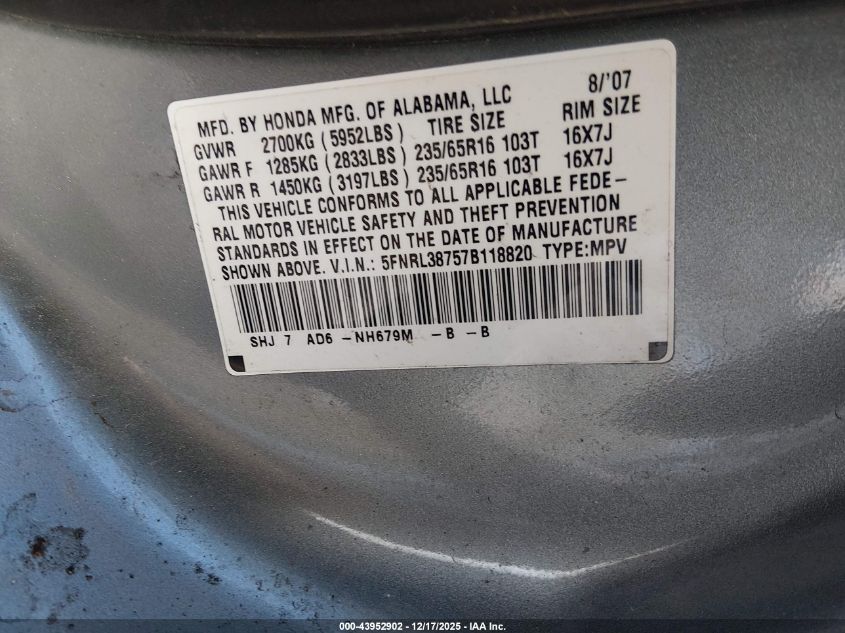 MFD. BY HONDA MFG. OF ALABAMA, LLC 8/'07
GVWR 2700KG (5952LBS) TIRE SIZE RIM SIZE
GAWR F 1285KG (2833LBS) 235/65R16 103T 16X7J
GAWR R 1450KG (3197LBS) 235/65R16 103T 16X7J
THIS VEHICLE CONFORMS TO ALL APPLICABLE FEDE-
RAL MOTOR VEHICLE SAFETY AND THEFT PREVENTION
STANDARDS IN EFFECT ON THE DATE OF MANUFACTURE
SHOWN ABOVE. V.I.N.: 5FNRL38757B118820 TYPE:MPV
SHJ 7 AD6 -NH679M -B -B
000-43952902 - 12/17/2025 - IAA Inc.